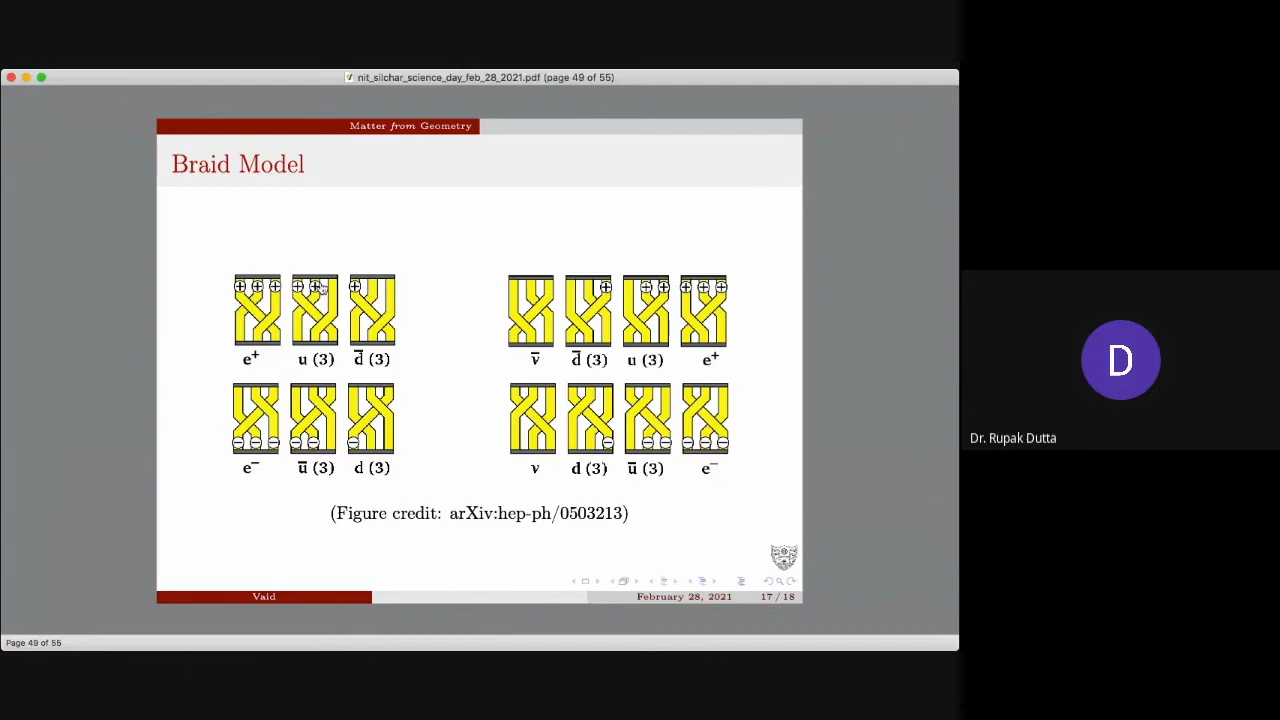 nit_silchar_science_day_feb_28_2021.pdf (page 49 of 55)
Matter from Geometry
Braid Model
e⁺ u (3) d̅ (3) ν̅ d̅ (3) u (3) e⁺
e⁻ u̅ (3) d (3) ν d (3) u̅ (3) e⁻
(Figure credit: arXiv:hep-ph/0503213)
Vaid February 28, 2021 17 / 18
Page 49 of 55
D
Dr. Rupak Dutta